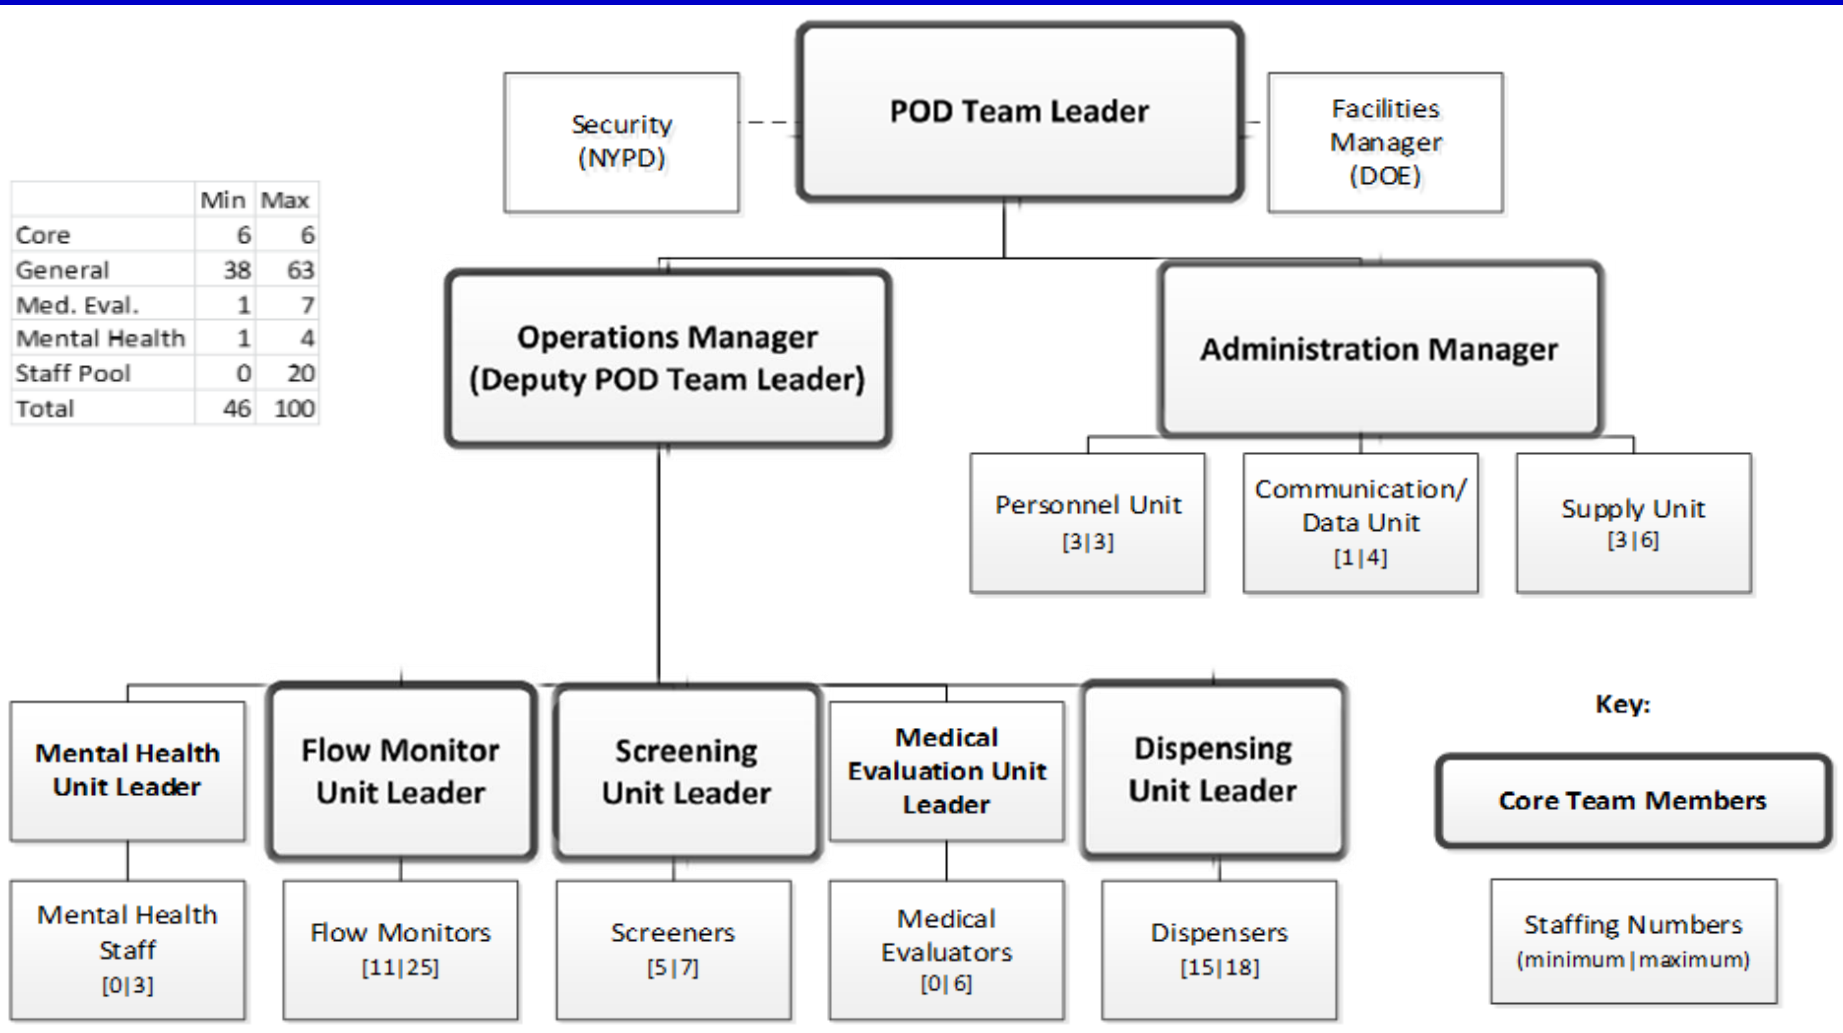 POD Team Leader
Security
(NYPD)
Facilities
Manager
(DOE)
Min Max
Core 6 6
General 38 63
Med. Eval. 1 7
Mental Health 1 4
Staff Pool 0 20
Total 46 100
Operations Manager
(Deputy POD Team Leader)
Administration Manager
Personnel Unit
[3|3]
Communication/
Data Unit
[1|4]
Supply Unit
[3|6]
Mental Health
Unit Leader
Flow Monitor
Unit Leader
Screening
Unit Leader
Medical
Evaluation Unit
Leader
Dispensing
Unit Leader
Mental Health
Staff
[0|3]
Flow Monitors
[11|25]
Screeners
[5|7]
Medical
Evaluators
[0|6]
Dispensers
[15|18]
Key:
Core Team Members
Staffing Numbers
(minimum|maximum)